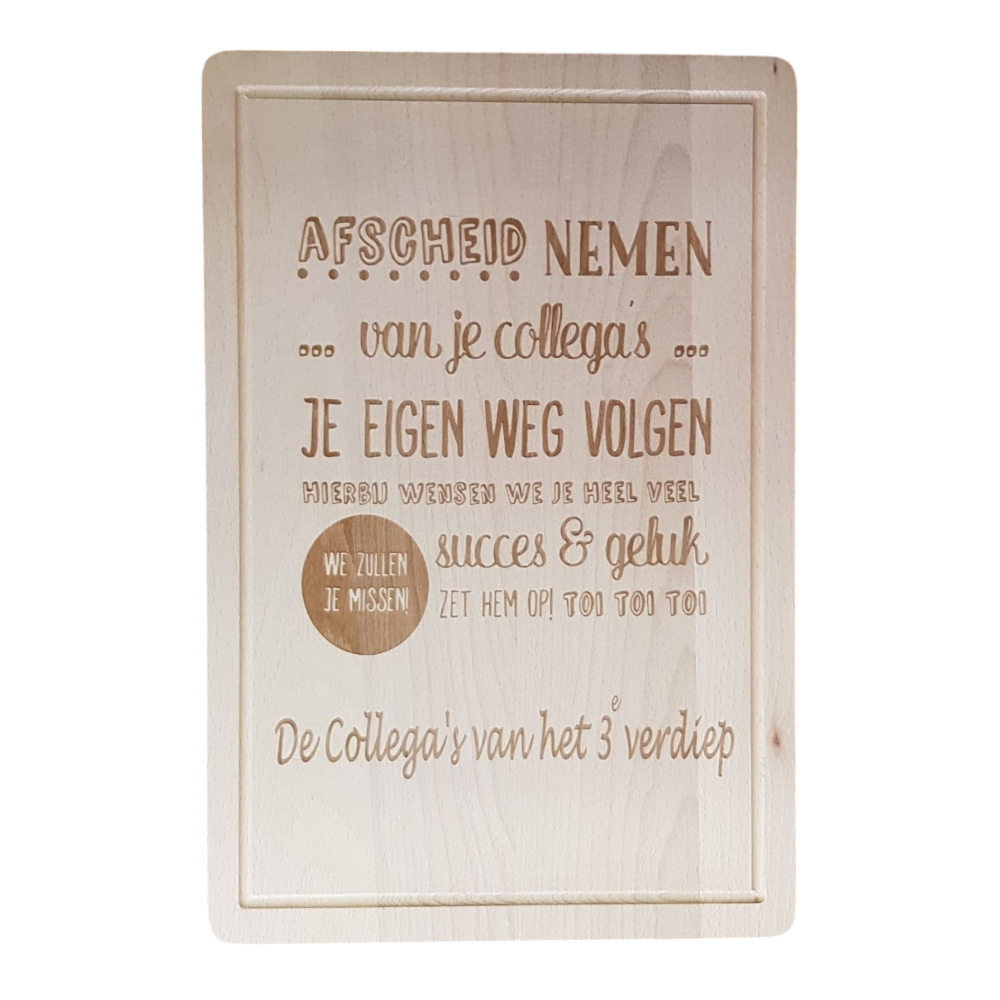 AFSCHEID NEMEN
... van je collega's ...
JE EIGEN WEG VOLGEN
HIERBIJ WENSEN WE JE HEEL VEEL
succes & geluk
WE ZULLEN
JE MISSEN!
ZET HEM OP! TOI TOI TOI
De Collega's van het 3e verdiep